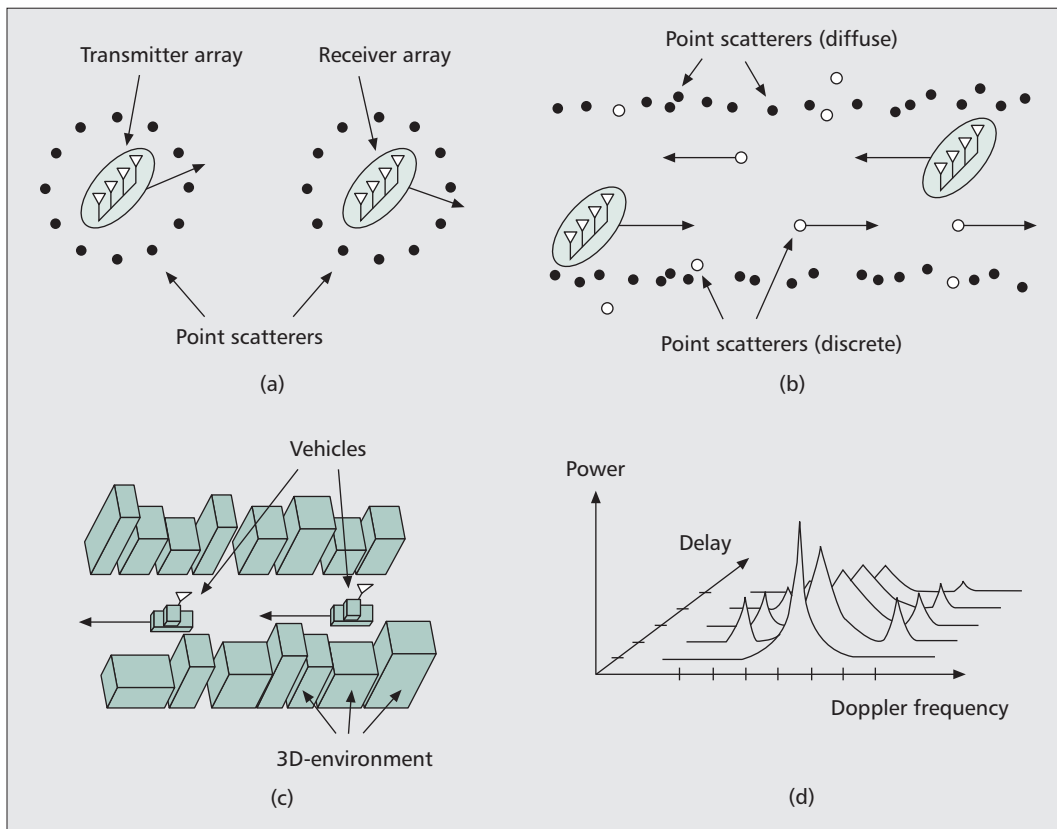 Transmitter array
Receiver array
Point scatterers
(a)
Point scatterers (diffuse)
Point scatterers (discrete)
(b)
Vehicles
3D-environment
(c)
Power
Delay
Doppler frequency
(d)